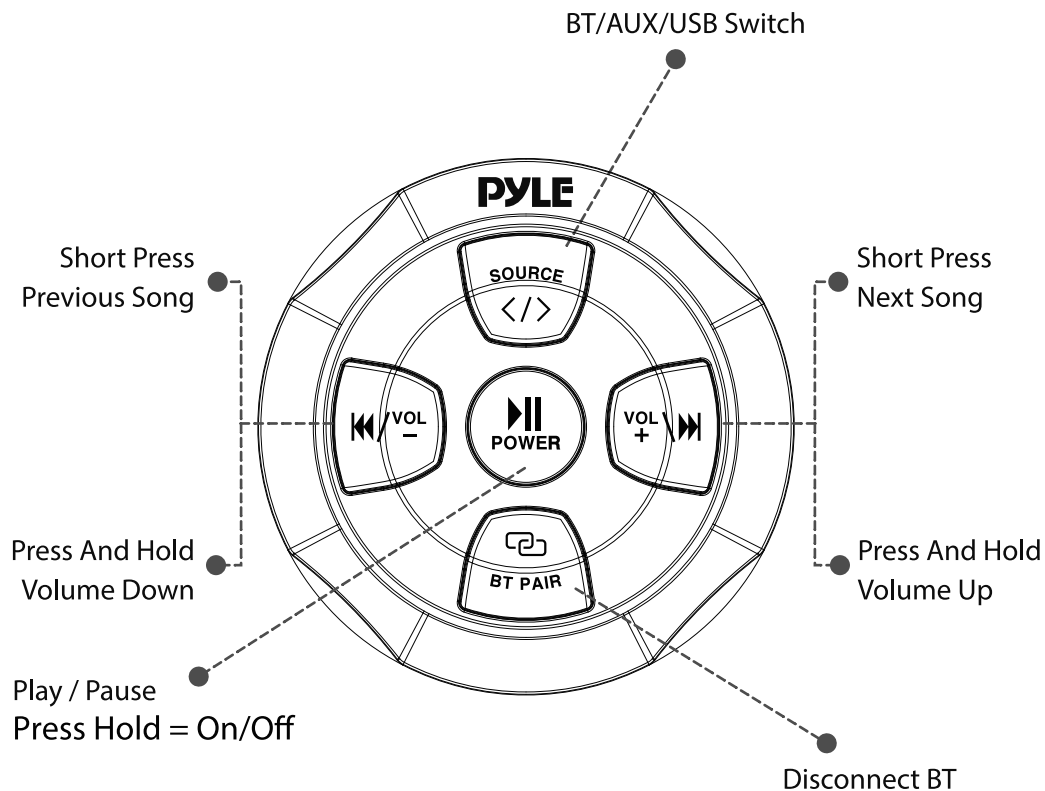 BT/AUX/USB Switch
PYLE
Short Press
Previous Song
Short Press
Next Song
SOURCE
</>
VOL
-
POWER
VOL
+
BT PAIR
Press And Hold
Volume Down
Press And Hold
Volume Up
Play / Pause
Press Hold = On/Off
Disconnect BT